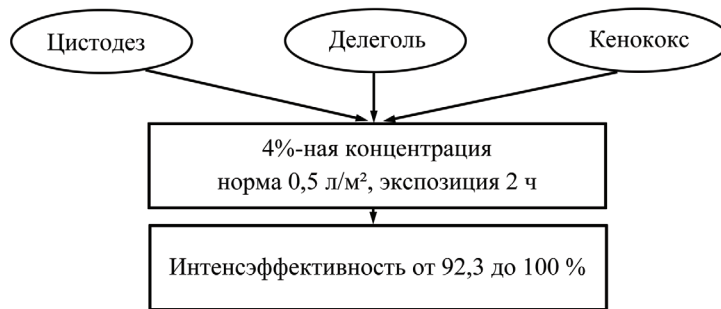 Цистодез
Делеголь
Кенококс
4%-ная концентрация
норма 0,5 л/м², экспозиция 2 ч
Интенсэффективность от 92,3 до 100 %